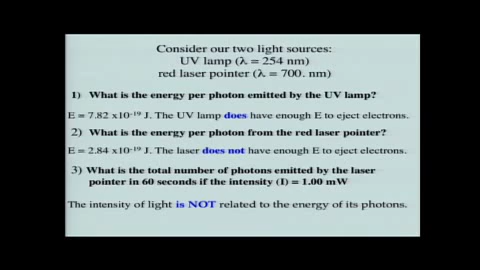 Consider our two light sources:
UV lamp (λ = 254 nm)
red laser pointer (λ = 700. nm)
1) What is the energy per photon emitted by the UV lamp?
E = 7.82 x10⁻¹⁹ J. The UV lamp does have enough E to eject electrons.
2) What is the energy per photon from the red laser pointer?
E = 2.84 x10⁻¹⁹ J. The laser does not have enough E to eject electrons.
3) What is the total number of photons emitted by the laser
pointer in 60 seconds if the intensity (I) = 1.00 mW
The intensity of light is NOT related to the energy of its photons.